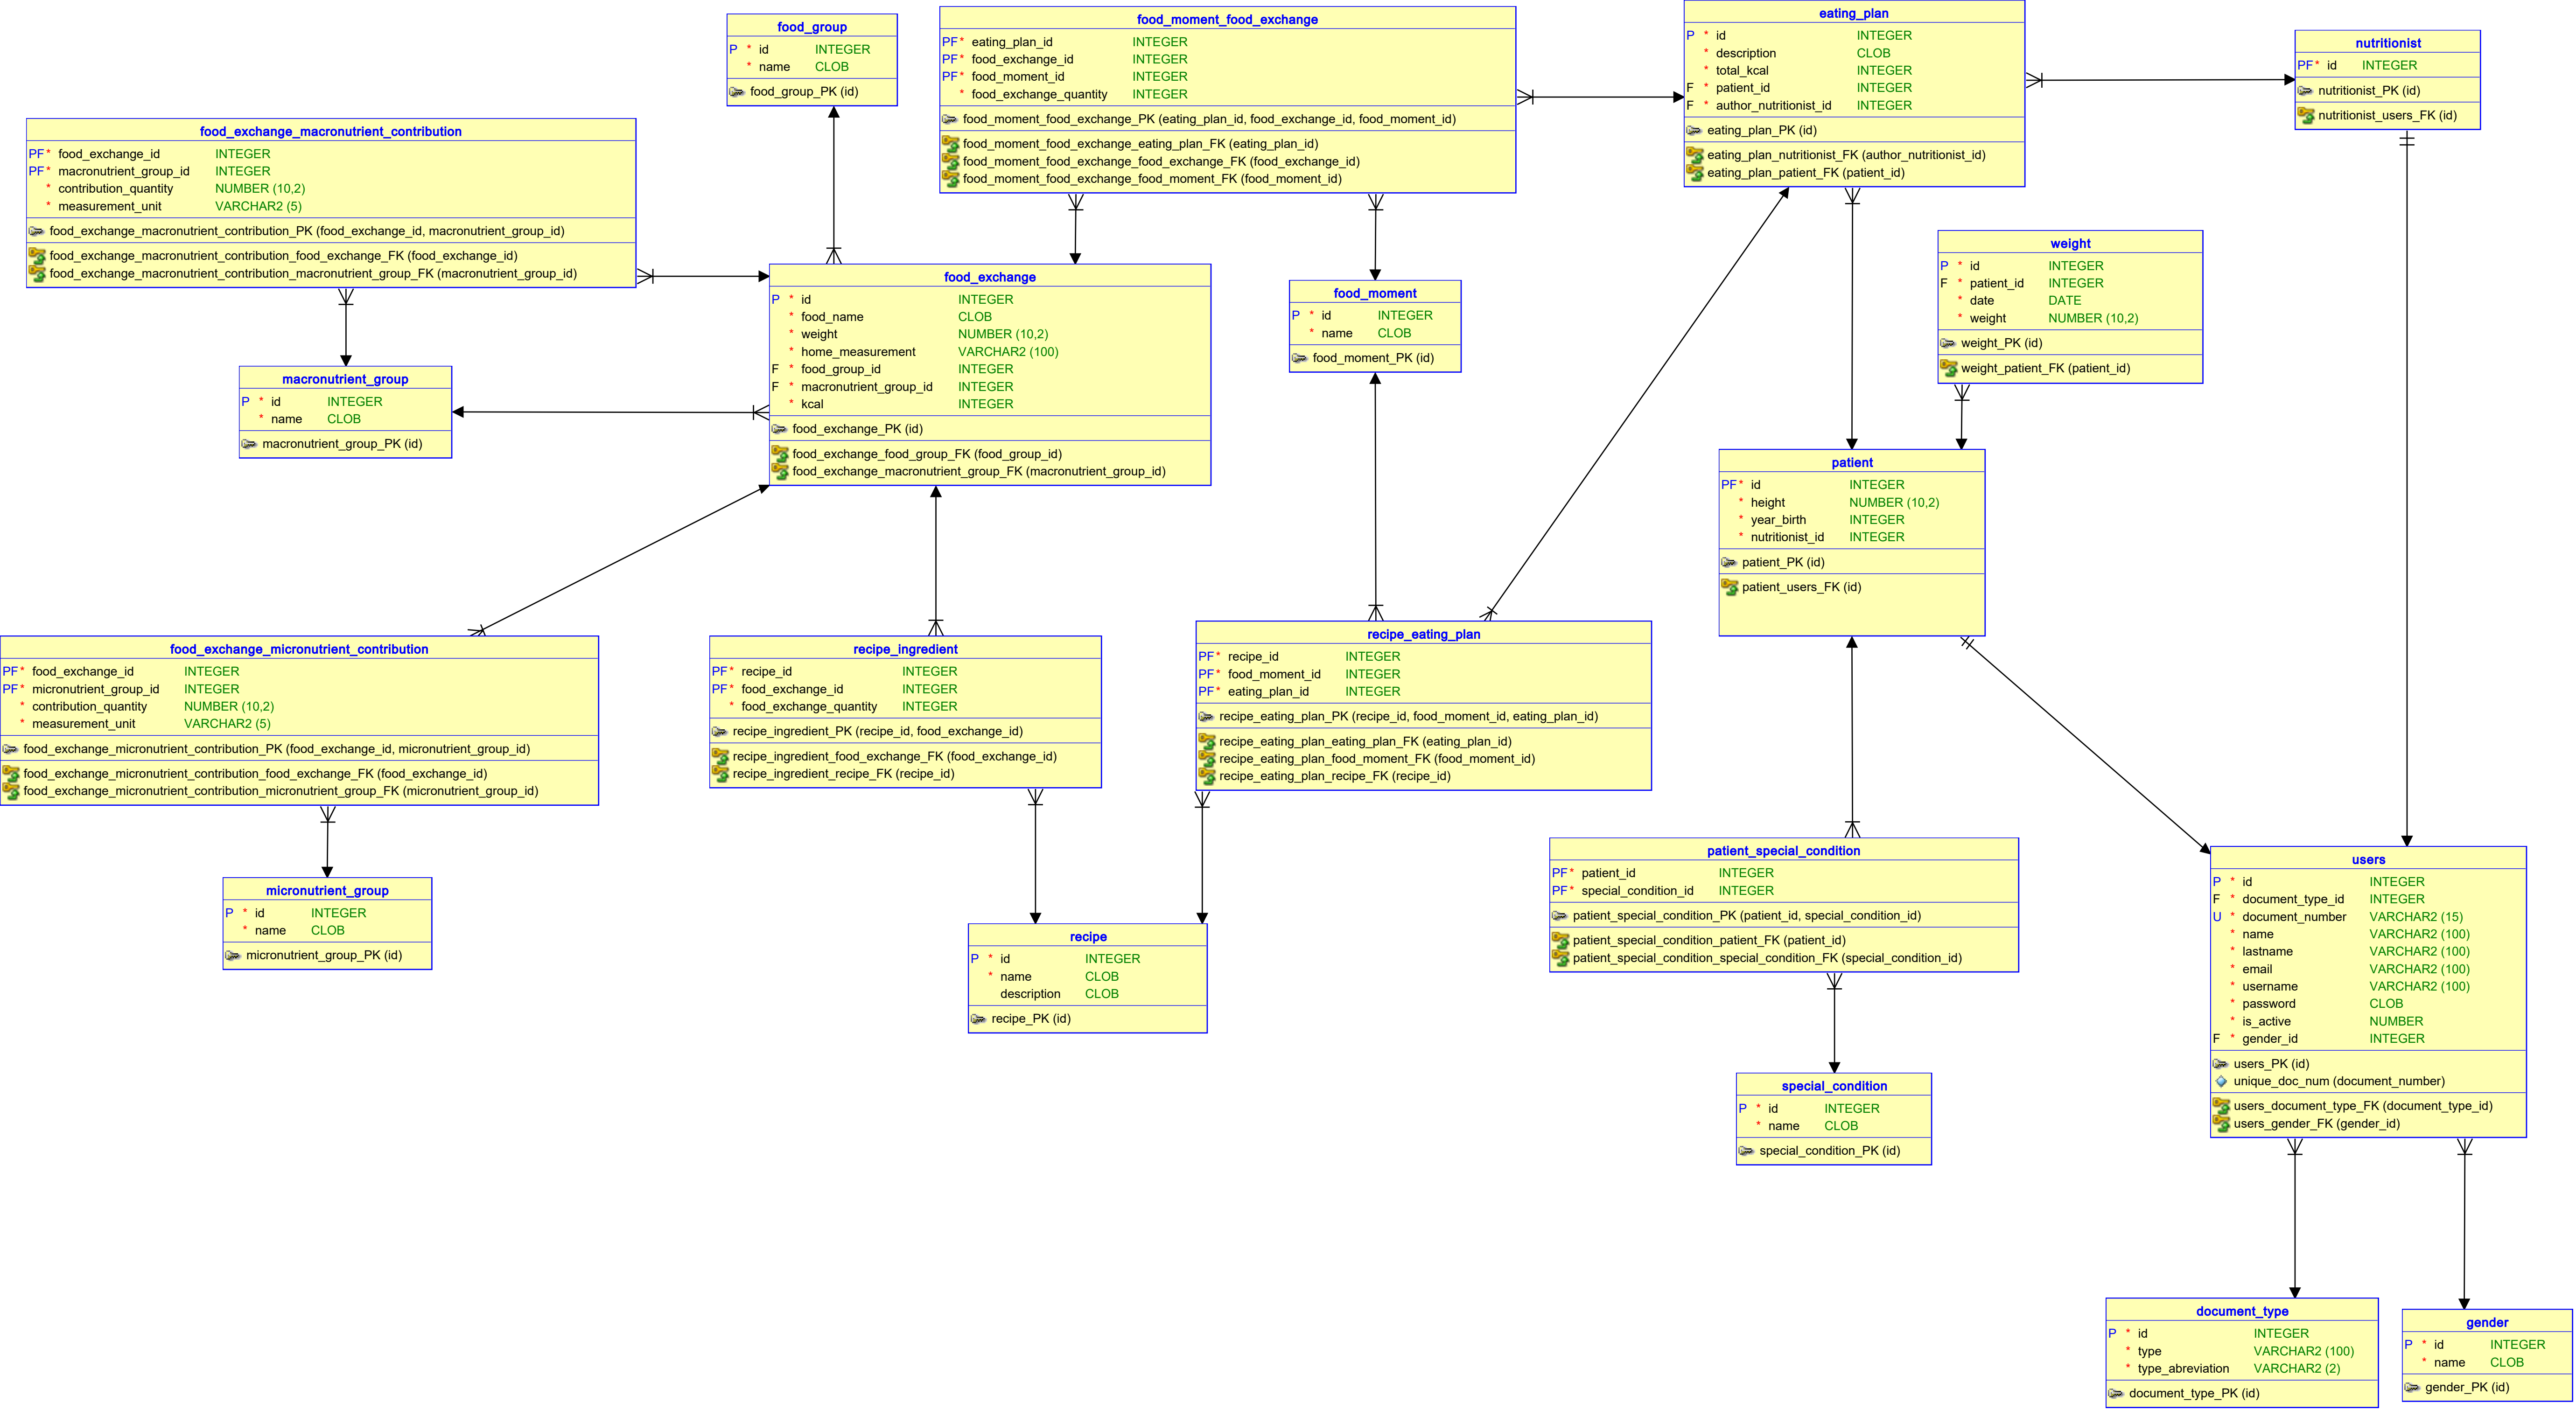 food_group
P * id INTEGER
* name CLOB
food_group_PK (id)
food_moment_food_exchange
PF* eating_plan_id INTEGER
PF* food_exchange_id INTEGER
PF* food_moment_id INTEGER
* food_exchange_quantity INTEGER
food_moment_food_exchange_PK (eating_plan_id, food_exchange_id, food_moment_id)
food_moment_food_exchange_eating_plan_FK (eating_plan_id)
food_moment_food_exchange_food_exchange_FK (food_exchange_id)
food_moment_food_exchange_food_moment_FK (food_moment_id)
eating_plan
P * id INTEGER
* description CLOB
* total_kcal INTEGER
F * patient_id INTEGER
F * author_nutritionist_id INTEGER
eating_plan_PK (id)
eating_plan_nutritionist_FK (author_nutritionist_id)
eating_plan_patient_FK (patient_id)
nutritionist
PF* id INTEGER
nutritionist_PK (id)
nutritionist_users_FK (id)
food_exchange_macronutrient_contribution
PF* food_exchange_id INTEGER
PF* macronutrient_group_id INTEGER
* contribution_quantity NUMBER (10,2)
* measurement_unit VARCHAR2 (5)
food_exchange_macronutrient_contribution_PK (food_exchange_id, macronutrient_group_id)
food_exchange_macronutrient_contribution_food_exchange_FK (food_exchange_id)
food_exchange_macronutrient_contribution_macronutrient_group_FK (macronutrient_group_id)
weight
P * id INTEGER
F * patient_id INTEGER
* date DATE
* weight NUMBER (10,2)
weight_PK (id)
weight_patient_FK (patient_id)
food_exchange
P * id INTEGER
* food_name CLOB
* weight NUMBER (10,2)
* home_measurement VARCHAR2 (100)
F * food_group_id INTEGER
F * macronutrient_group_id INTEGER
* kcal INTEGER
food_exchange_PK (id)
food_exchange_food_group_FK (food_group_id)
food_exchange_macronutrient_group_FK (macronutrient_group_id)
food_moment
P * id INTEGER
* name CLOB
food_moment_PK (id)
macronutrient_group
P * id INTEGER
* name CLOB
macronutrient_group_PK (id)
patient
PF* id INTEGER
* height NUMBER (10,2)
* year_birth INTEGER
* nutritionist_id INTEGER
patient_PK (id)
patient_users_FK (id)
food_exchange_micronutrient_contribution
PF* food_exchange_id INTEGER
PF* micronutrient_group_id INTEGER
* contribution_quantity NUMBER (10,2)
* measurement_unit VARCHAR2 (5)
food_exchange_micronutrient_contribution_PK (food_exchange_id, micronutrient_group_id)
food_exchange_micronutrient_contribution_food_exchange_FK (food_exchange_id)
food_exchange_micronutrient_contribution_micronutrient_group_FK (micronutrient_group_id)
recipe_ingredient
PF* recipe_id INTEGER
PF* food_exchange_id INTEGER
* food_exchange_quantity INTEGER
recipe_ingredient_PK (recipe_id, food_exchange_id)
recipe_ingredient_food_exchange_FK (food_exchange_id)
recipe_ingredient_recipe_FK (recipe_id)
recipe_eating_plan
PF* recipe_id INTEGER
PF* food_moment_id INTEGER
PF* eating_plan_id INTEGER
recipe_eating_plan_PK (recipe_id, food_moment_id, eating_plan_id)
recipe_eating_plan_eating_plan_FK (eating_plan_id)
recipe_eating_plan_food_moment_FK (food_moment_id)
recipe_eating_plan_recipe_FK (recipe_id)
patient_special_condition
PF* patient_id INTEGER
PF* special_condition_id INTEGER
patient_special_condition_PK (patient_id, special_condition_id)
patient_special_condition_patient_FK (patient_id)
patient_special_condition_special_condition_FK (special_condition_id)
users
P * id INTEGER
F * document_type_id INTEGER
U * document_number VARCHAR2 (15)
* name VARCHAR2 (100)
* lastname VARCHAR2 (100)
* email VARCHAR2 (100)
* username VARCHAR2 (100)
* password CLOB
* is_active NUMBER
F * gender_id INTEGER
users_PK (id)
unique_doc_num (document_number)
users_document_type_FK (document_type_id)
users_gender_FK (gender_id)
micronutrient_group
P * id INTEGER
* name CLOB
micronutrient_group_PK (id)
recipe
P * id INTEGER
* name CLOB
description CLOB
recipe_PK (id)
special_condition
P * id INTEGER
* name CLOB
special_condition_PK (id)
document_type
P * id INTEGER
* type VARCHAR2 (100)
* type_abreviation VARCHAR2 (2)
document_type_PK (id)
gender
P * id INTEGER
* name CLOB
gender_PK (id)